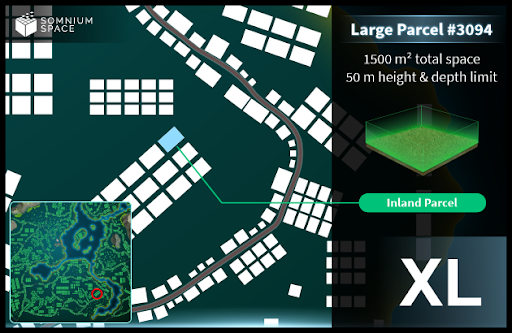 SOMNIUM
SPACE
Large Parcel #3094
1500 m² total space
50 m height & depth limit
Inland Parcel
XL